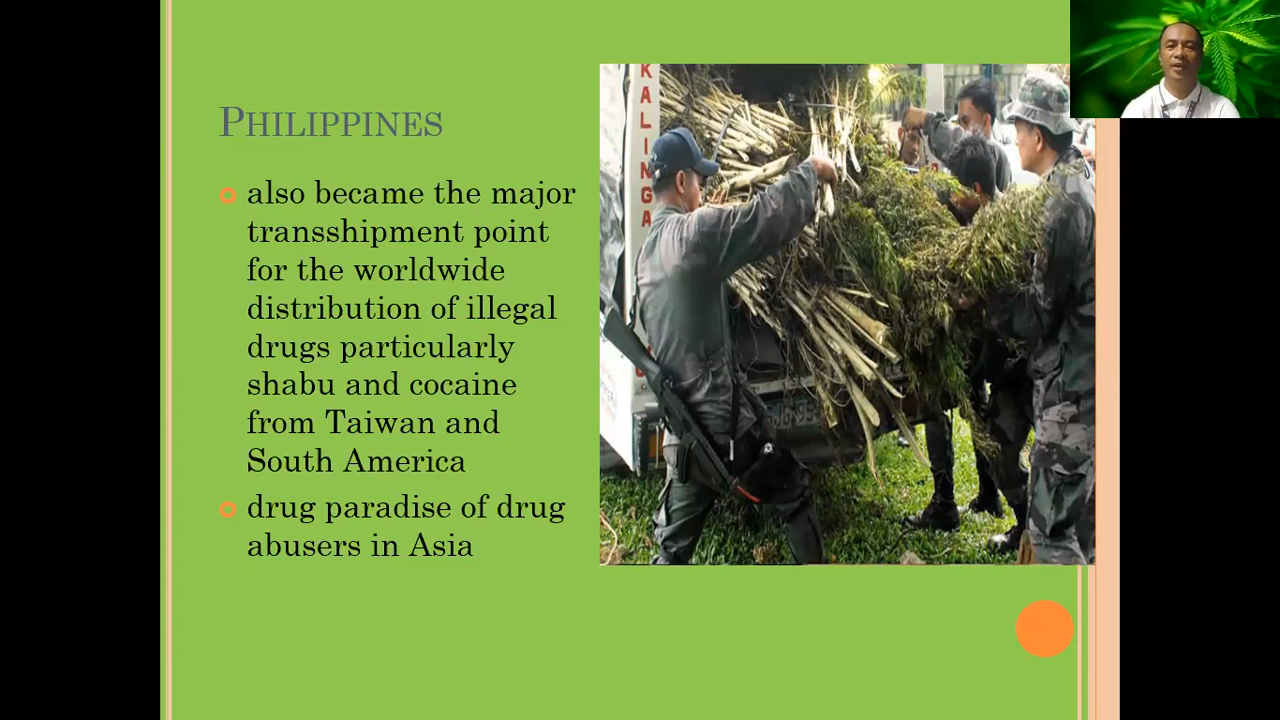 PHILIPPINES
also became the major
transshipment point
for the worldwide
distribution of illegal
drugs particularly
shabu and cocaine
from Taiwan and
South America
drug paradise of drug
abusers in Asia
KALINGA